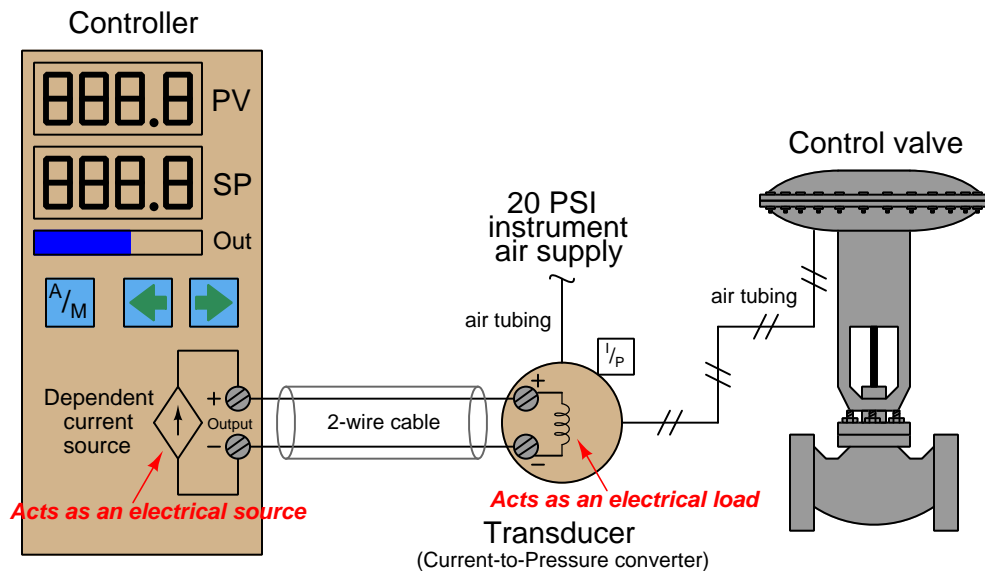 Controller
888.8
PV
888.8
SP
Out
A/M
Dependent
current
source
+
Output
−
Acts as an electrical source
2-wire cable
20 PSI
instrument
air supply
air tubing
I/P
+
−
Acts as an electrical load
Transducer
(Current-to-Pressure converter)
air tubing
Control valve